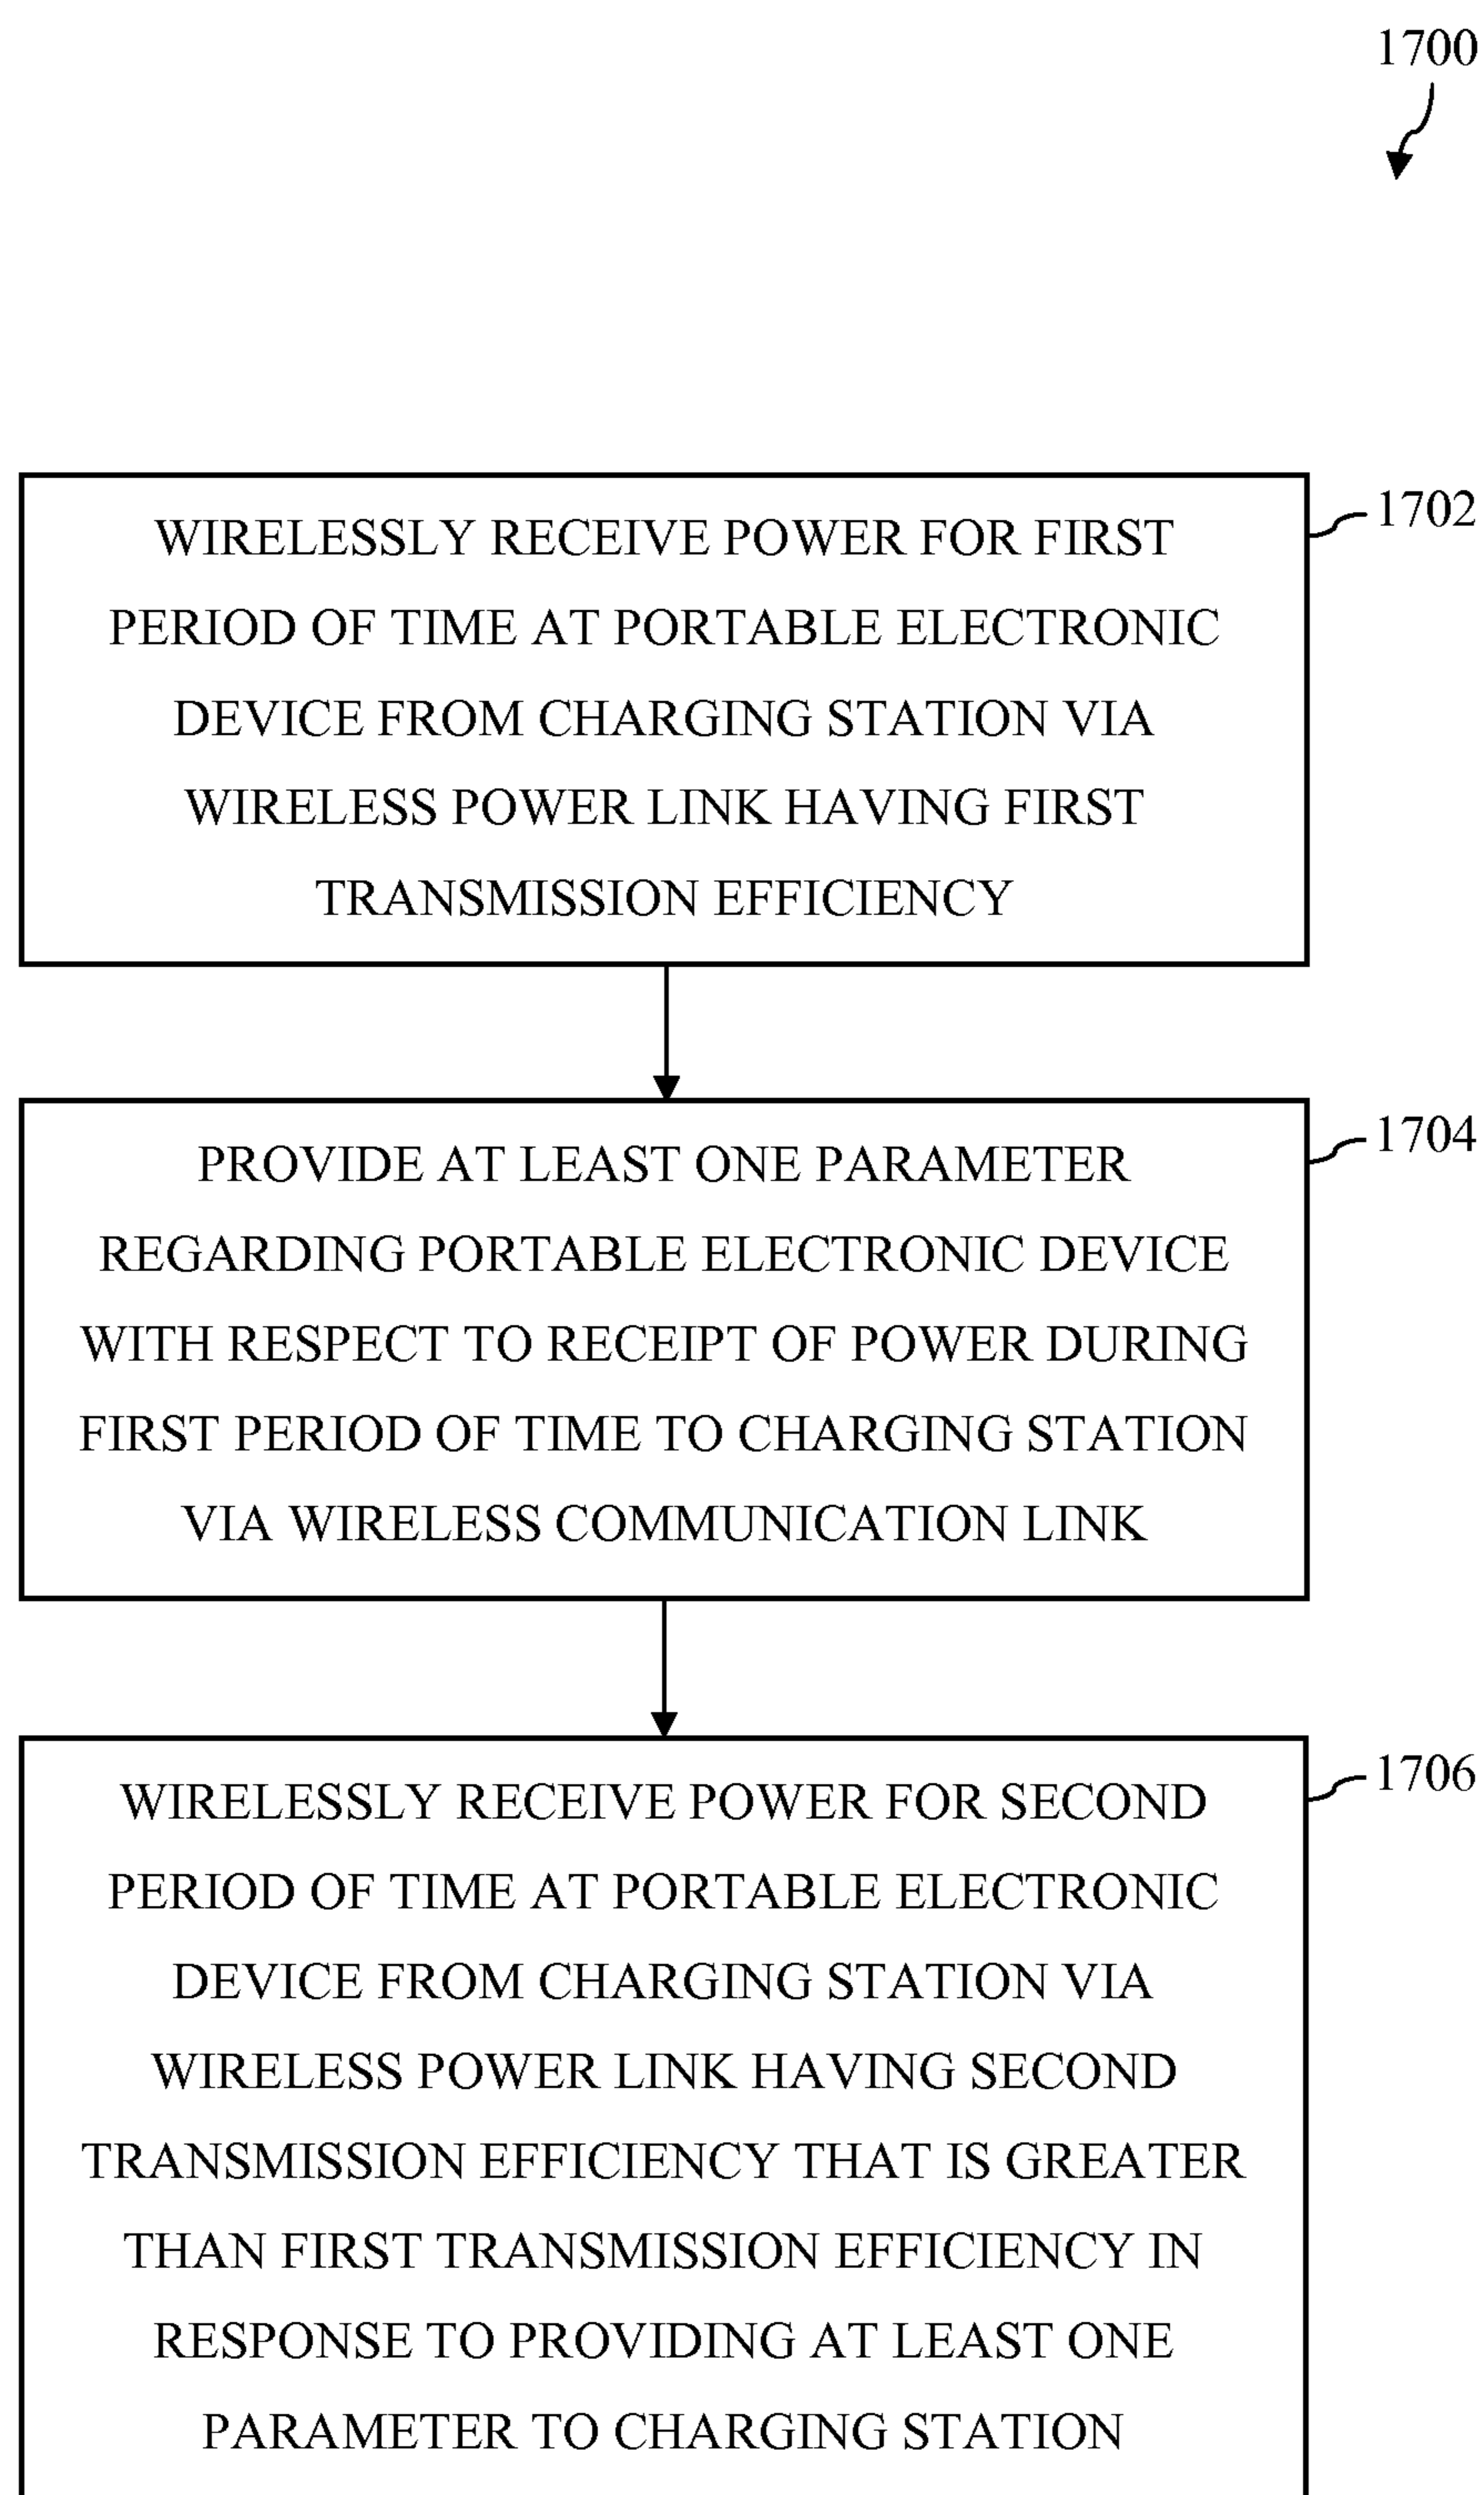 1700
WIRELESSLY RECEIVE POWER FOR FIRST
1702
PERIOD OF TIME AT PORTABLE ELECTRONIC
DEVICE FROM CHARGING STATION VIA
WIRELESS POWER LINK HAVING FIRST
TRANSMISSION EFFICIENCY
PROVIDE AT LEAST ONE PARAMETER
1704
REGARDING PORTABLE ELECTRONIC DEVICE
WITH RESPECT TO RECEIPT OF POWER DURING
FIRST PERIOD OF TIME TO CHARGING STATION
VIA WIRELESS COMMUNICATION LINK
WIRELESSLY RECEIVE POWER FOR SECOND
1706
PERIOD OF TIME AT PORTABLE ELECTRONIC
DEVICE FROM CHARGING STATION VIA
WIRELESS POWER LINK HAVING SECOND
TRANSMISSION EFFICIENCY THAT IS GREATER
THAN FIRST TRANSMISSION EFFICIENCY IN
RESPONSE TO PROVIDING AT LEAST ONE
PARAMETER TO CHARGING STATION